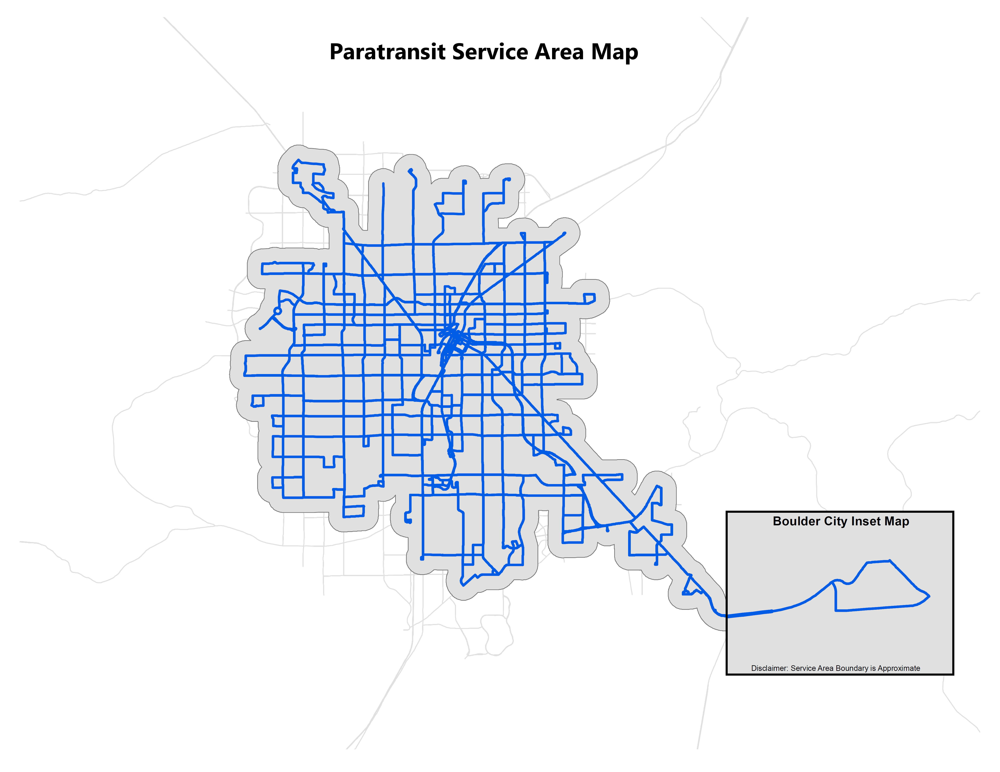 Paratransit Service Area Map
Boulder City Inset Map
Disclaimer: Service Area Boundary is Approximate